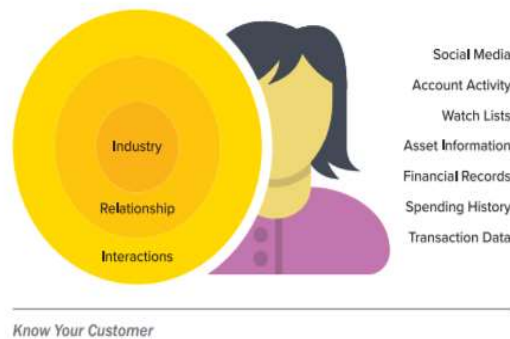 Industry
Relationship
Interactions
Social Media
Account Activity
Watch Lists
Asset Information
Financial Records
Spending History
Transaction Data
Know Your Customer